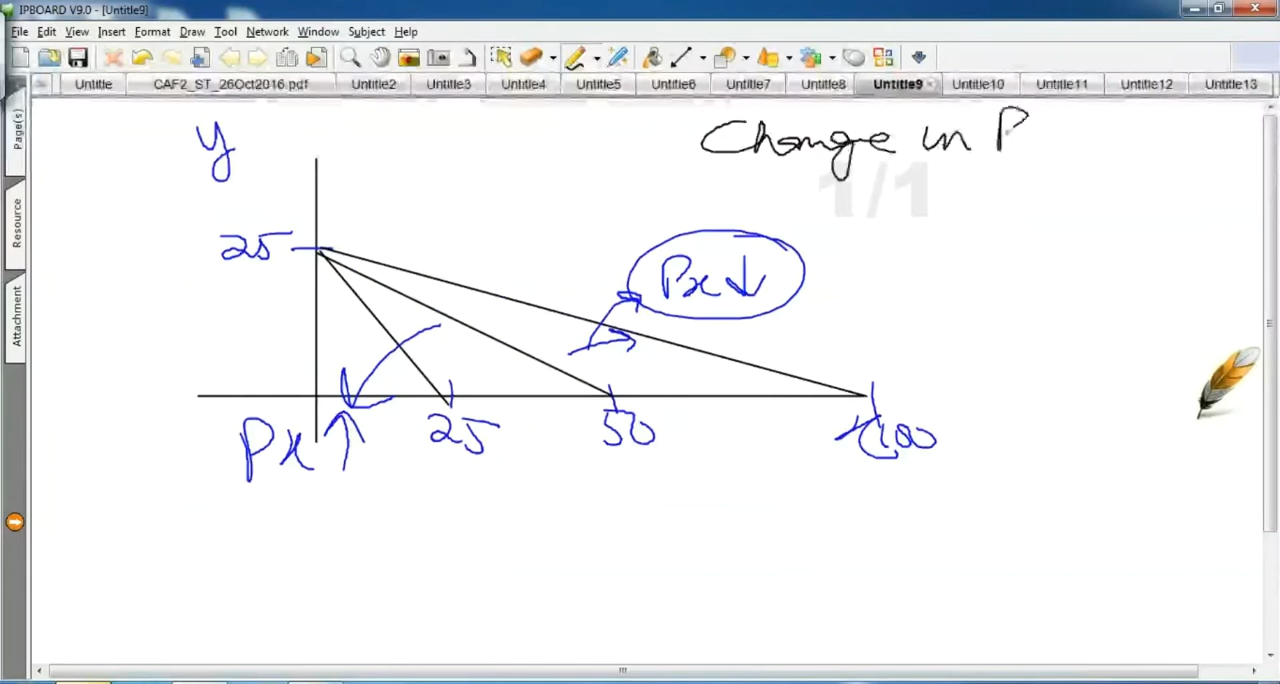 IPBOARD V9.0 - [Untitle9]
File Edit View Insert Format Draw Tool Network Window Subject Help
Untitle CAF2_ST_26Oct2016.pdf Untitle2 Untitle3 Untitle4 Untitle5 Untitle6 Untitle7 Untitle8 Untitle9 Untitle10 Untitle11 Untitle12 Untitle13
Page(s)
Resource
Attachment
y
Change in P
1/1
25
Px ↓
Px ↑
25
50
100